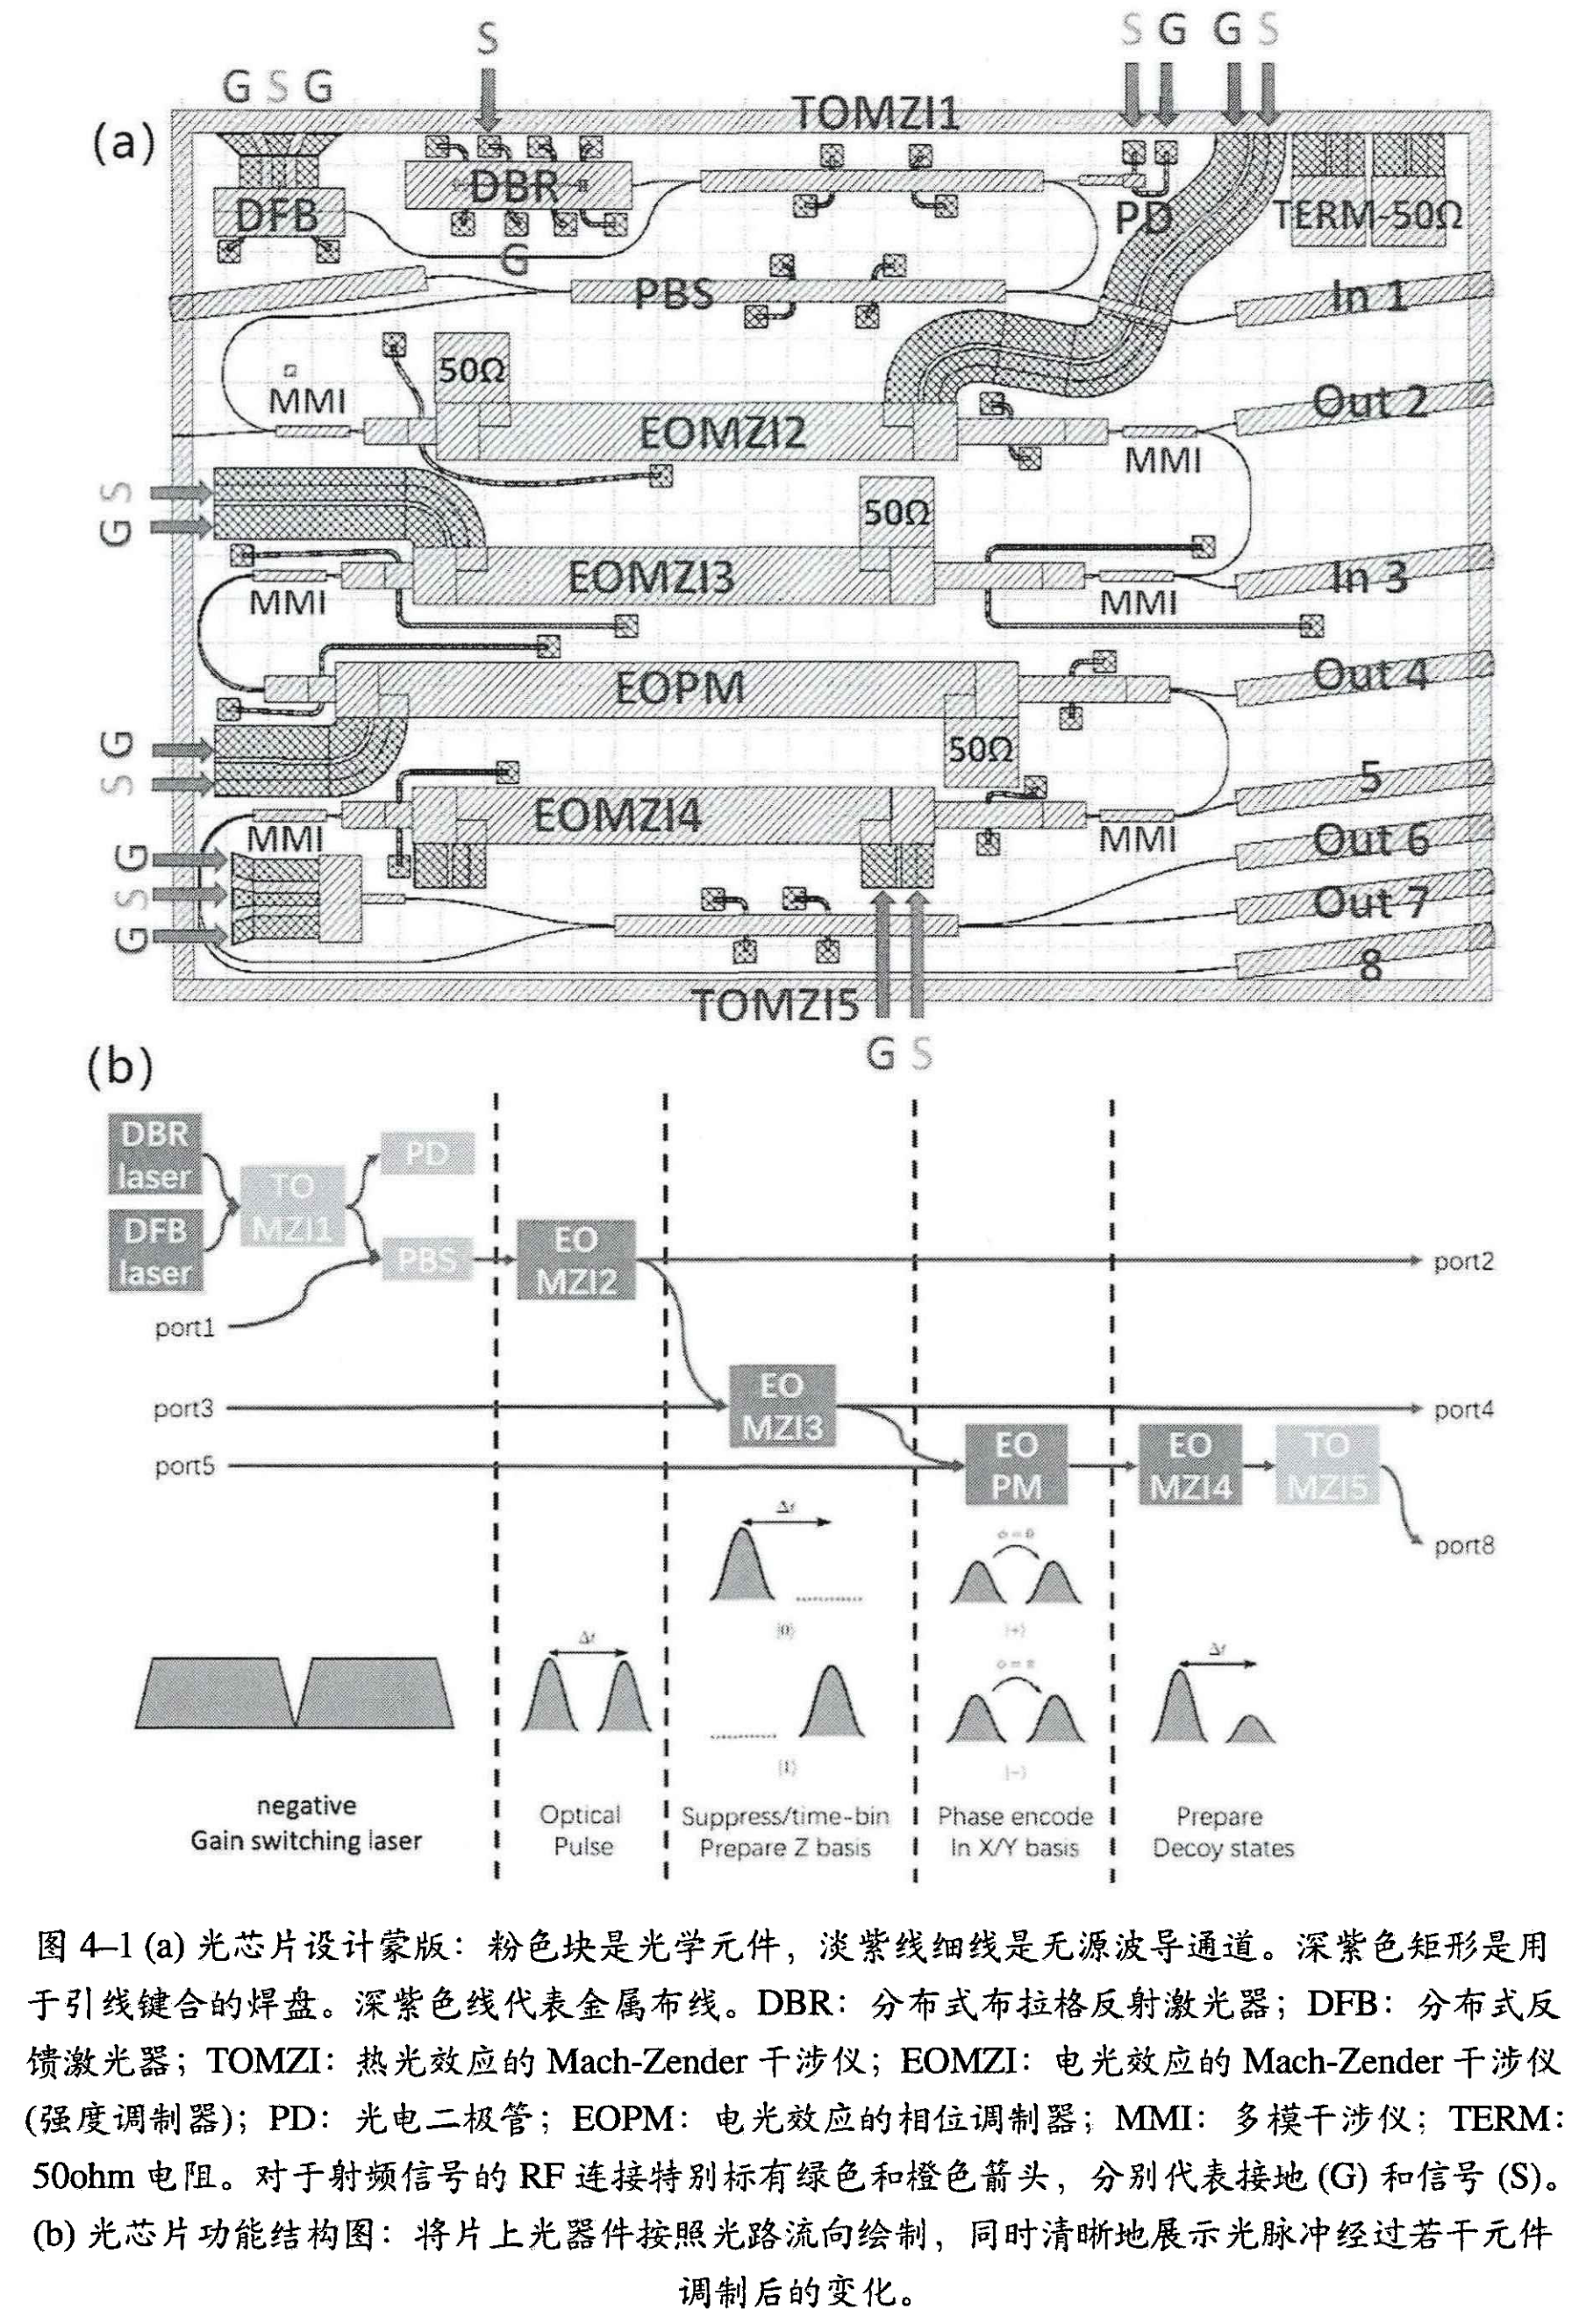 (a)
G S G
S
S G G S
TOMZI1
DBR
DFB
G
PD
TERM-50Ω
PBS
In 1
50Ω
MMI
EOMZI2
MMI
Out 2
S
G
50Ω
EOMZI3
MMI
MMI
In 3
EOPM
Out 4
G
S
50Ω
EOMZI4
MMI
MMI
5
G
S
G
Out 6
Out 7
8
TOMZI5
G S
(b)
DBR
laser
DFB
laser
TO
MZI1
PD
PBS
port1
EO
MZI2
port2
port3
EO
MZI3
port4
port5
EO
PM
EO
MZI4
TO
MZI5
port8
Δt
|0⟩
|1⟩
Δt
ϕ=0
|+⟩
ϕ=π
|−⟩
Δt
negative
Gain switching laser
Optical
Pulse
Suppress/time-bin
Prepare Z basis
Phase encode
In X/Y basis
Prepare
Decoy states
图 4–1 (a) 光芯片设计蒙版：粉色块是光学元件，淡紫线细线是无源波导通道。深紫色矩形是用
于引线键合的焊盘。深紫色线代表金属布线。DBR：分布式布拉格反射激光器；DFB：分布式反
馈激光器；TOMZI：热光效应的 Mach-Zender 干涉仪；EOMZI：电光效应的 Mach-Zender 干涉仪
(强度调制器)；PD：光电二极管；EOPM：电光效应的相位调制器；MMI：多模干涉仪；TERM：
50ohm 电阻。对于射频信号的 RF 连接特别标有绿色和橙色箭头，分别代表接地 (G) 和信号 (S)。
(b) 光芯片功能结构图：将片上光器件按照光路流向绘制，同时清晰地展示光脉冲经过若干元件
调制后的变化。